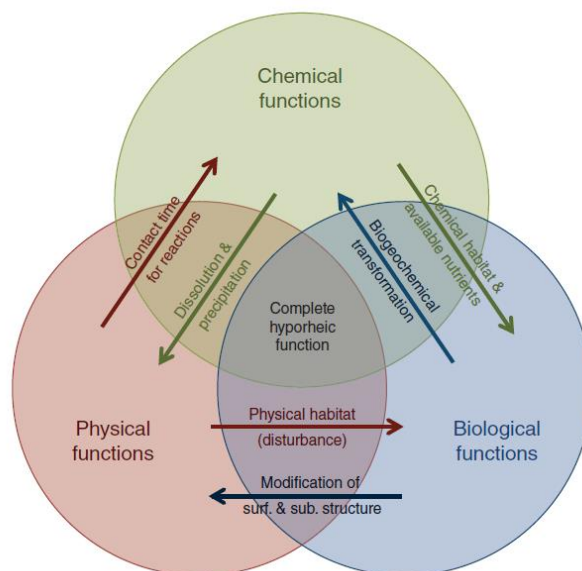 Chemical
functions
Contact time
for reactions
Dissolution &
precipitation
Biogeochemical
transformation
Chemical habitat &
available nutrients
Complete
hyporheic
function
Physical
functions
Physical habitat
(disturbance)
Biological
functions
Modification of
surf. & sub. structure